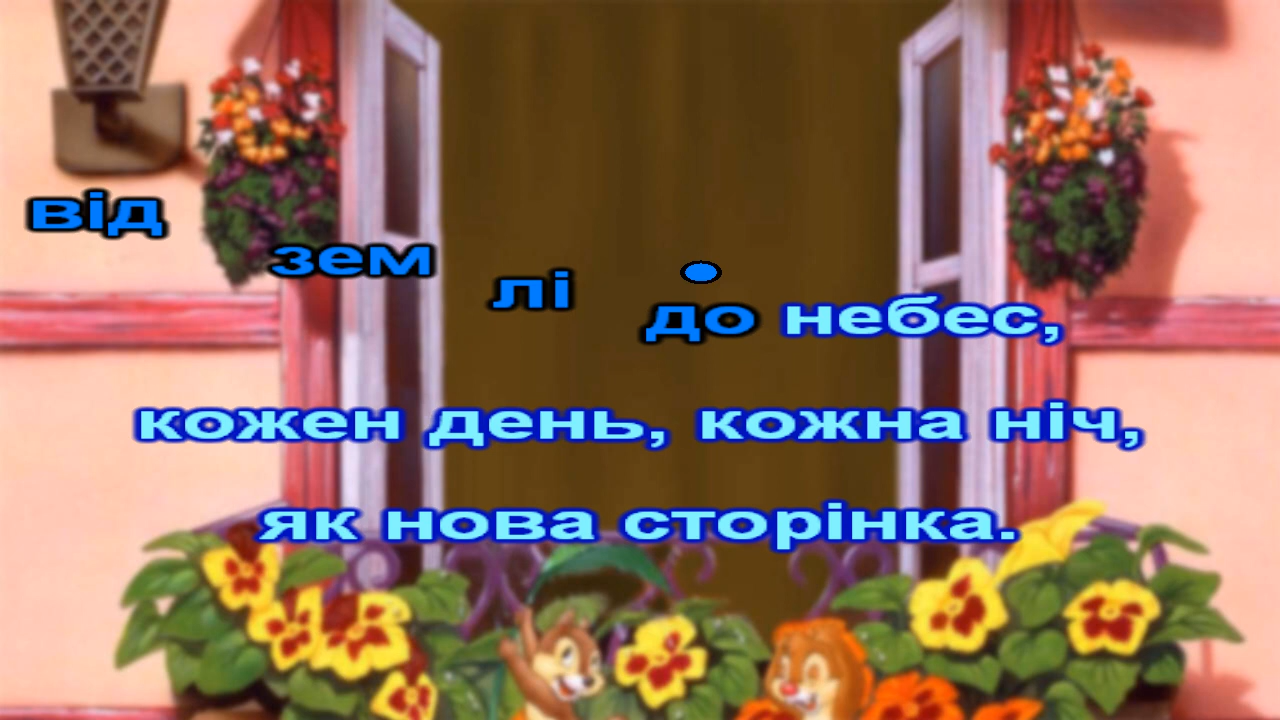 від зем лі до небес,
кожен день, кожна ніч,
як нова сторінка.